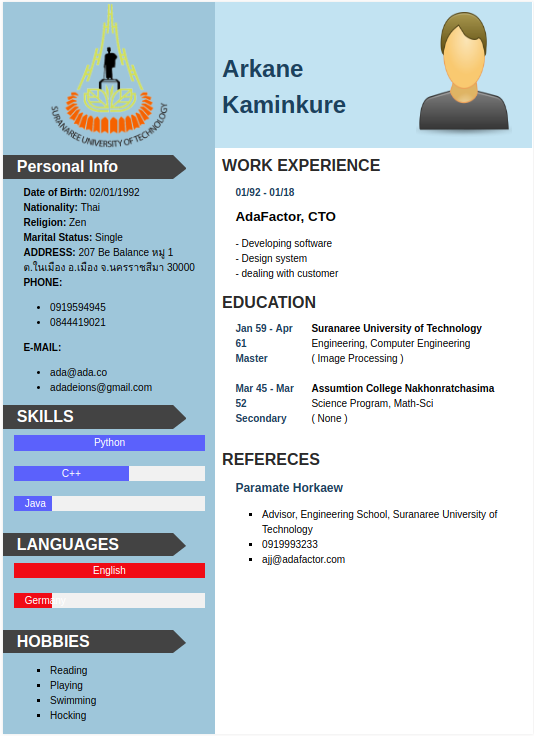 SURANAREE UNIVERSITY OF TECHNOLOGY
Arkane
Kaminkure
Personal Info
Date of Birth: 02/01/1992
Nationality: Thai
Religion: Zen
Marital Status: Single
ADDRESS: 207 Be Balance หมู่ 1
ต.ในเมือง อ.เมือง จ.นครราชสีมา 30000
PHONE:
0919594945
0844419021
E-MAIL:
ada@ada.co
adadeions@gmail.com
SKILLS
Python
C++
Java
LANGUAGES
English
Germany
HOBBIES
Reading
Playing
Swimming
Hocking
WORK EXPERIENCE
01/92 - 01/18
AdaFactor, CTO
- Developing software
- Design system
- dealing with customer
EDUCATION
Jan 59 - Apr Suranaree University of Technology
61 Engineering, Computer Engineering
Master ( Image Processing )
Mar 45 - Mar Assumtion College Nakhonratchasima
52 Science Program, Math-Sci
Secondary ( None )
REFERECES
Paramate Horkaew
Advisor, Engineering School, Suranaree University of
Technology
0919993233
ajj@adafactor.com